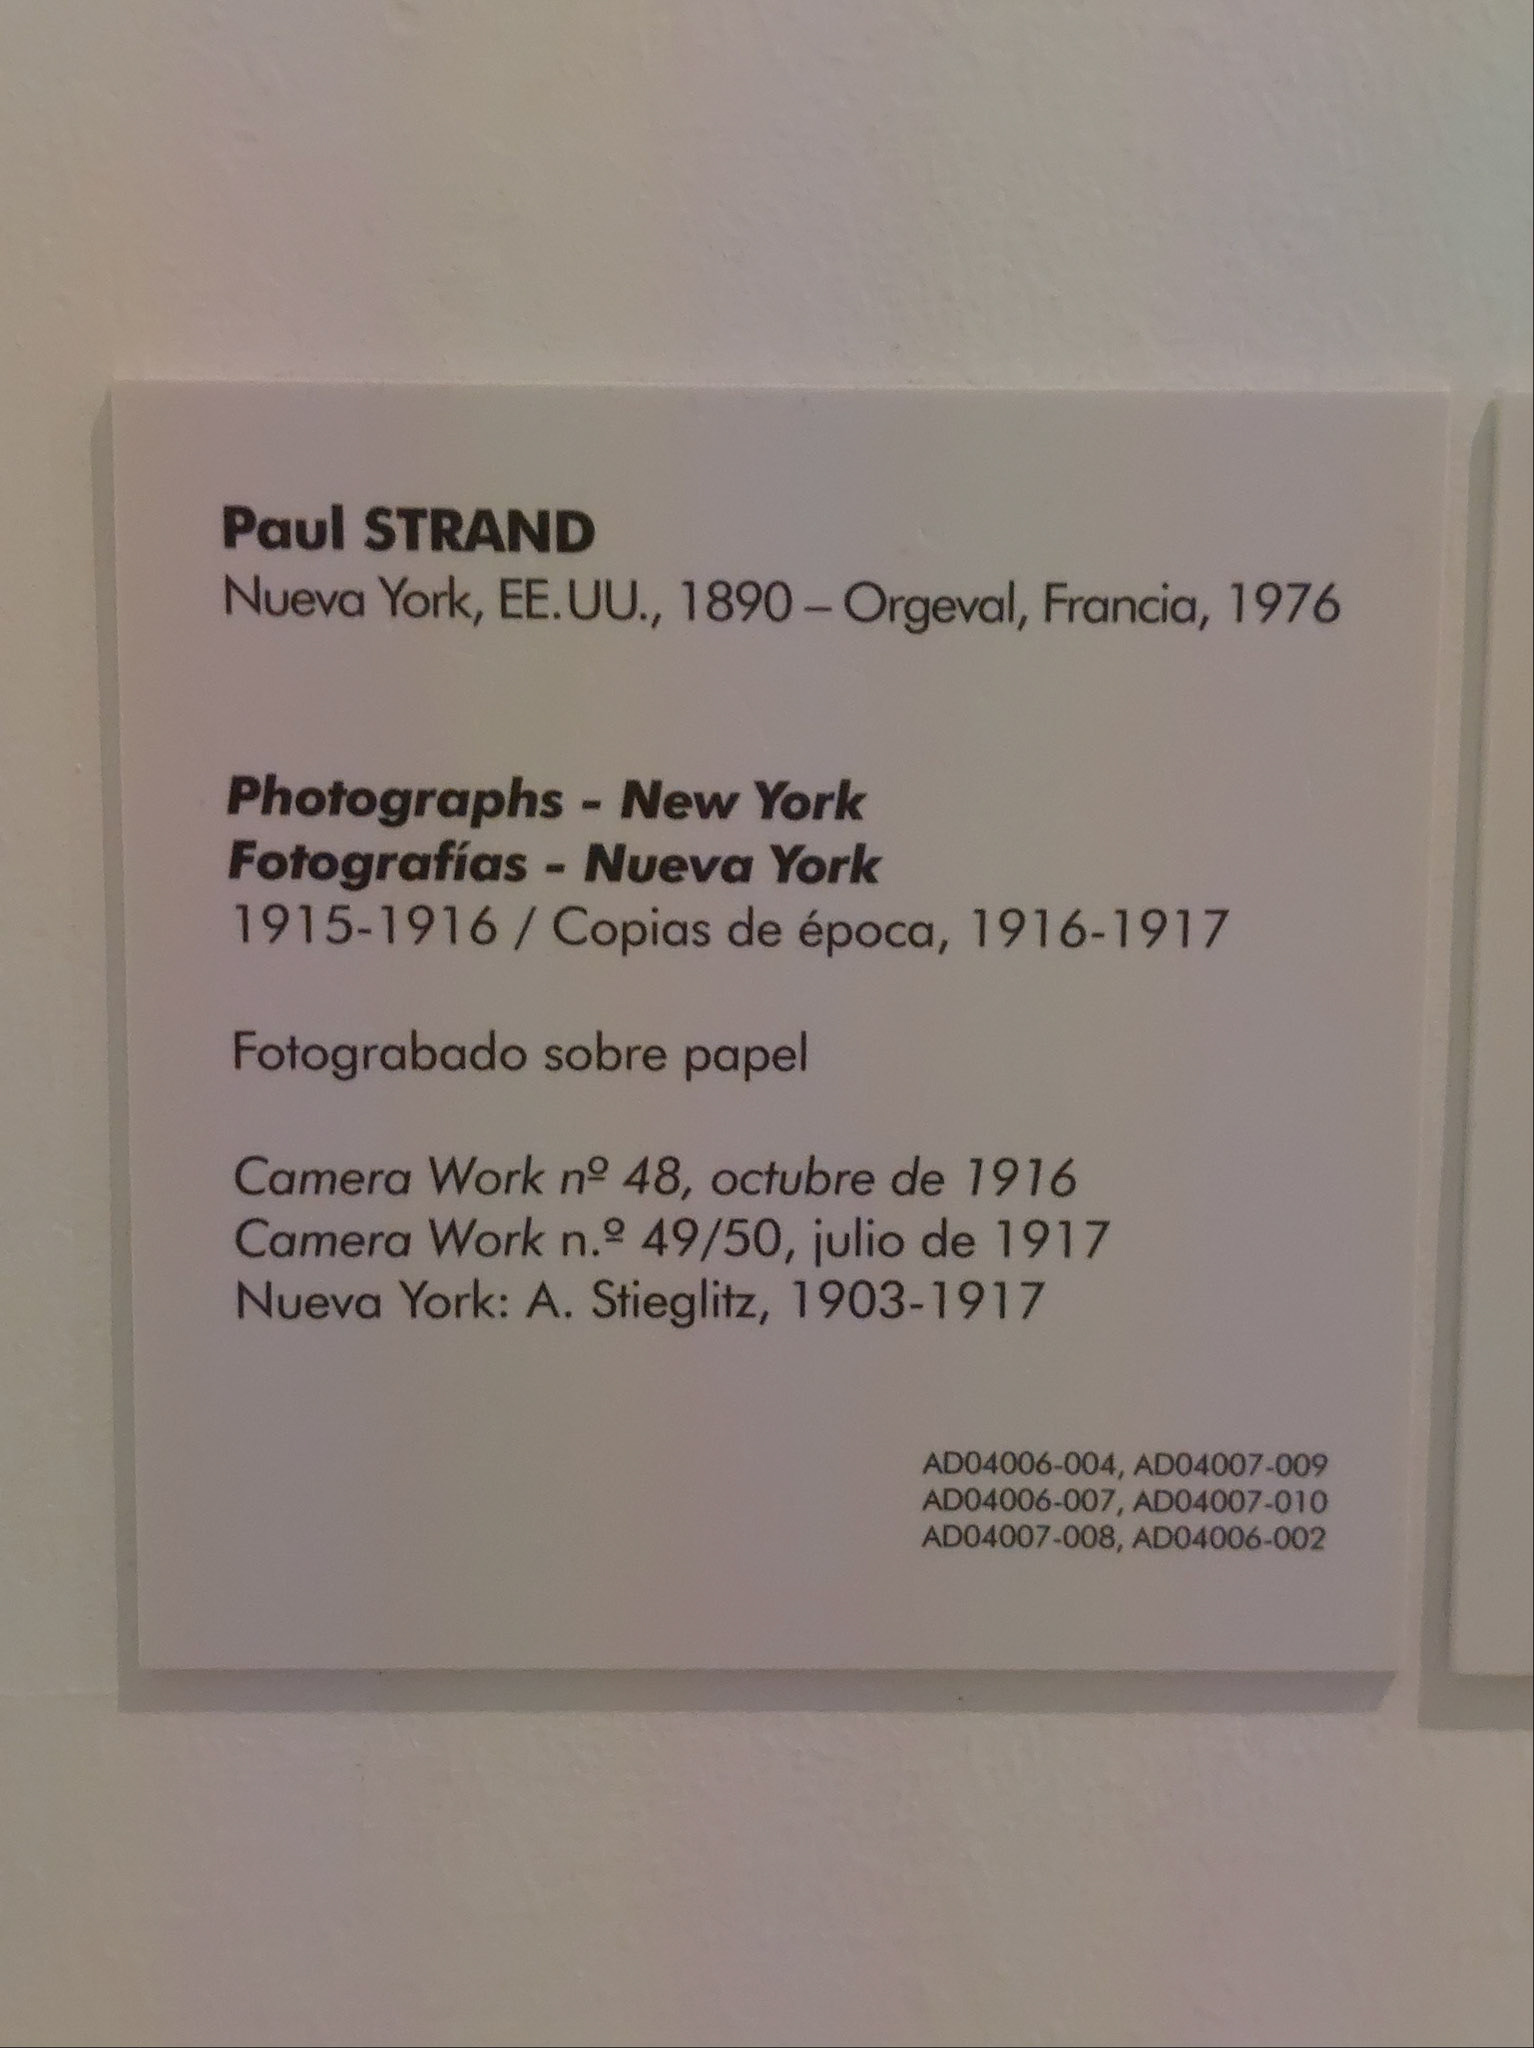 Paul STRAND
Nueva York, EE.UU., 1890 – Orgeval, Francia, 1976
Photographs - New York
Fotografías - Nueva York
1915-1916 / Copias de época, 1916-1917
Fotograbado sobre papel
Camera Work nº 48, octubre de 1916
Camera Work n.º 49/50, julio de 1917
Nueva York: A. Stieglitz, 1903-1917
AD04006-004, AD04007-009
AD04006-007, AD04007-010
AD04007-008, AD04006-002